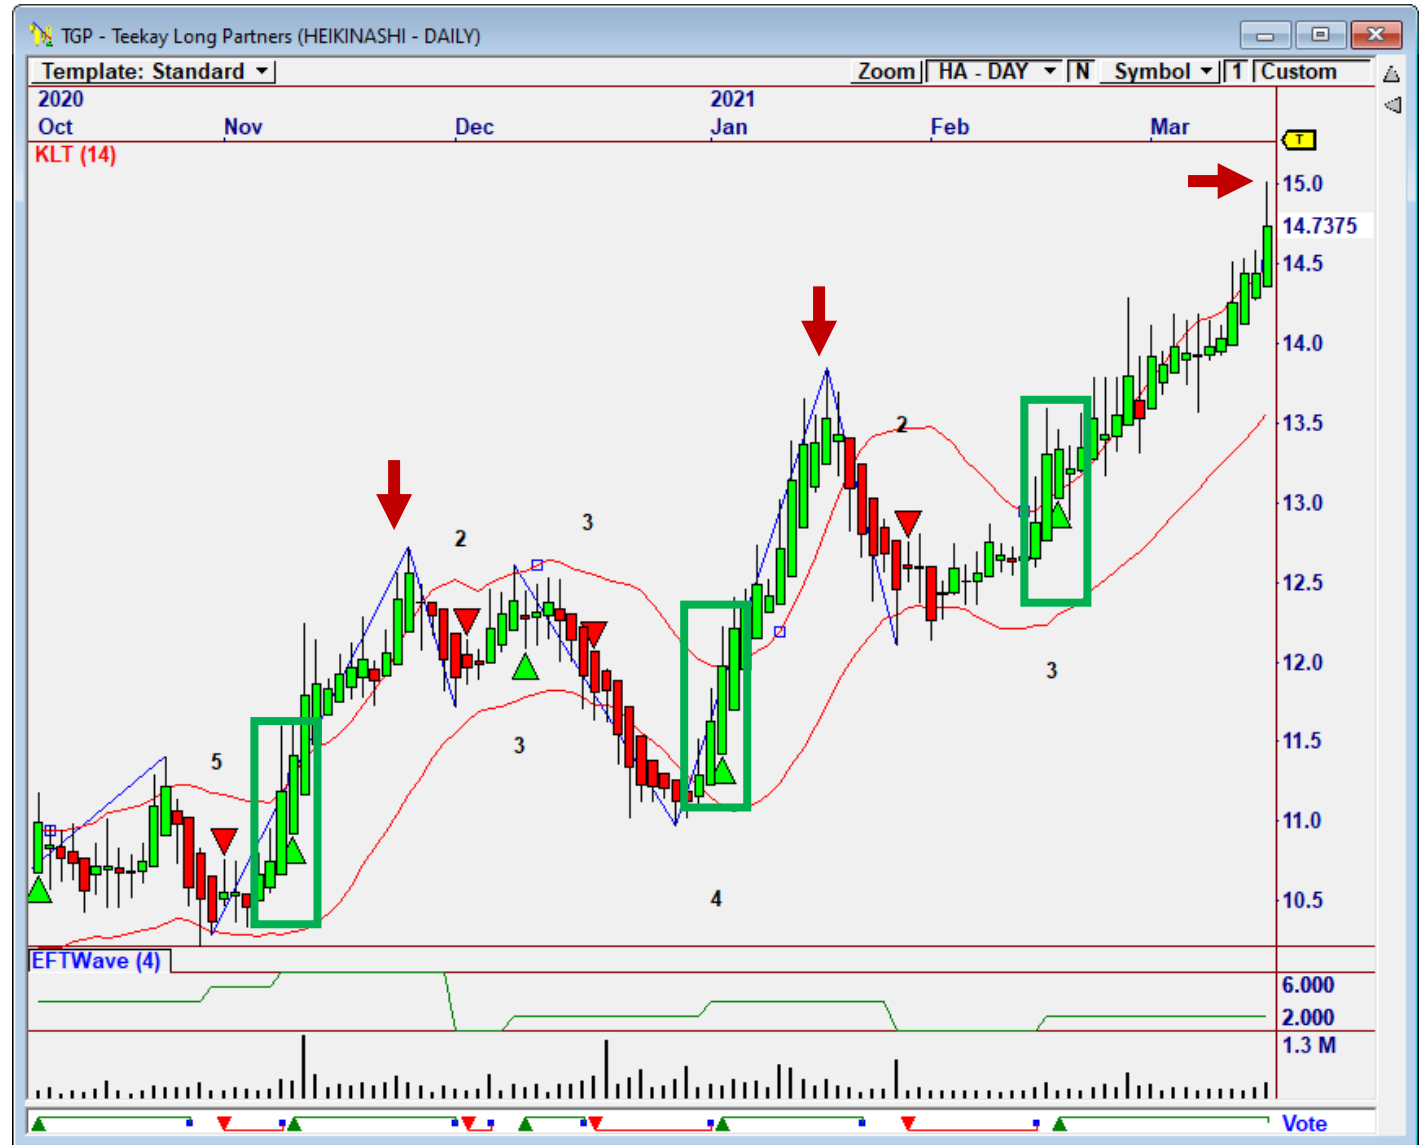 TGP - Teekay Long Partners (HEIKINASHI - DAILY)
Template: Standard Zoom HA - DAY N Symbol 1 Custom
2020 2021
Oct Nov Dec Jan Feb Mar
KLT (14)
T
15.0
14.7375
14.5
14.0
13.5
2
13.0
3
2
12.5
12.0
3
5
3
11.5
11.0
4
10.5
EFTWave (4)
6.000
2.000
1.3 M
Vote